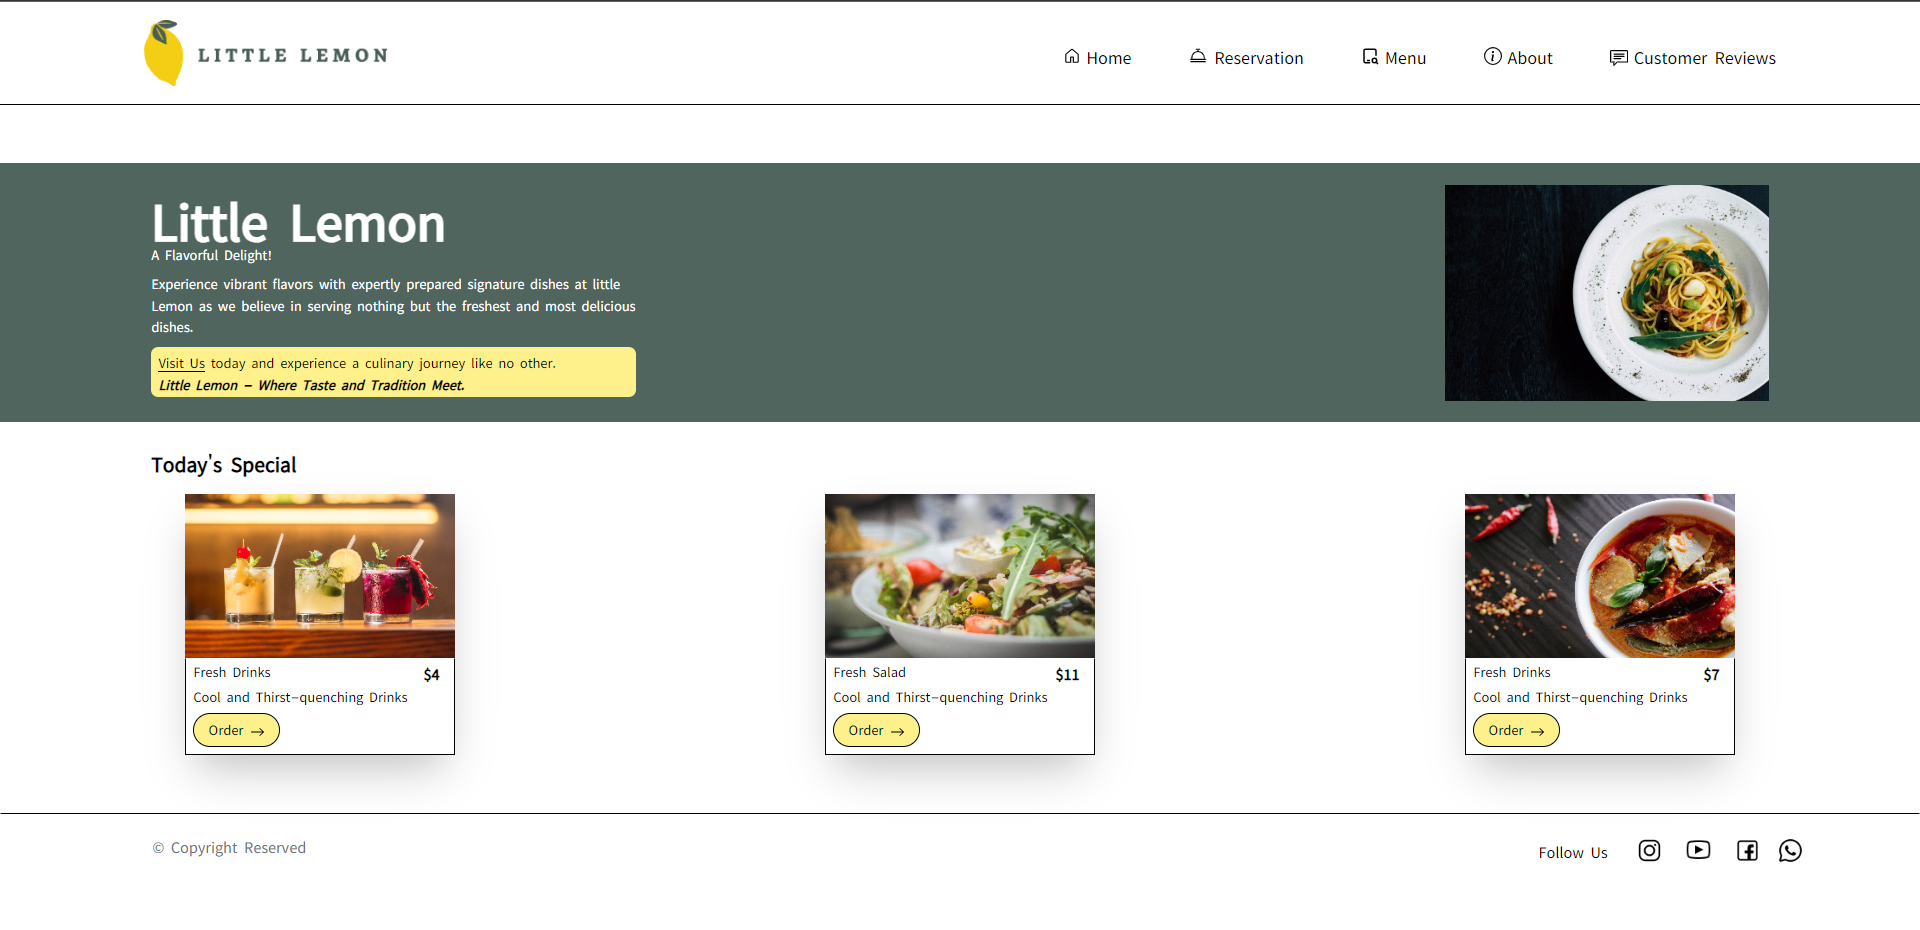 LITTLE LEMON
Home
Reservation
Menu
About
Customer Reviews
Little Lemon
A Flavorful Delight!
Experience vibrant flavors with expertly prepared signature dishes at little
Lemon as we believe in serving nothing but the freshest and most delicious
dishes.
Visit Us today and experience a culinary journey like no other.
Little Lemon – Where Taste and Tradition Meet.
Today's Special
Fresh Drinks $4
Cool and Thirst-quenching Drinks
Order →
Fresh Salad $11
Cool and Thirst-quenching Drinks
Order →
Fresh Drinks $7
Cool and Thirst-quenching Drinks
Order →
© Copyright Reserved
Follow Us